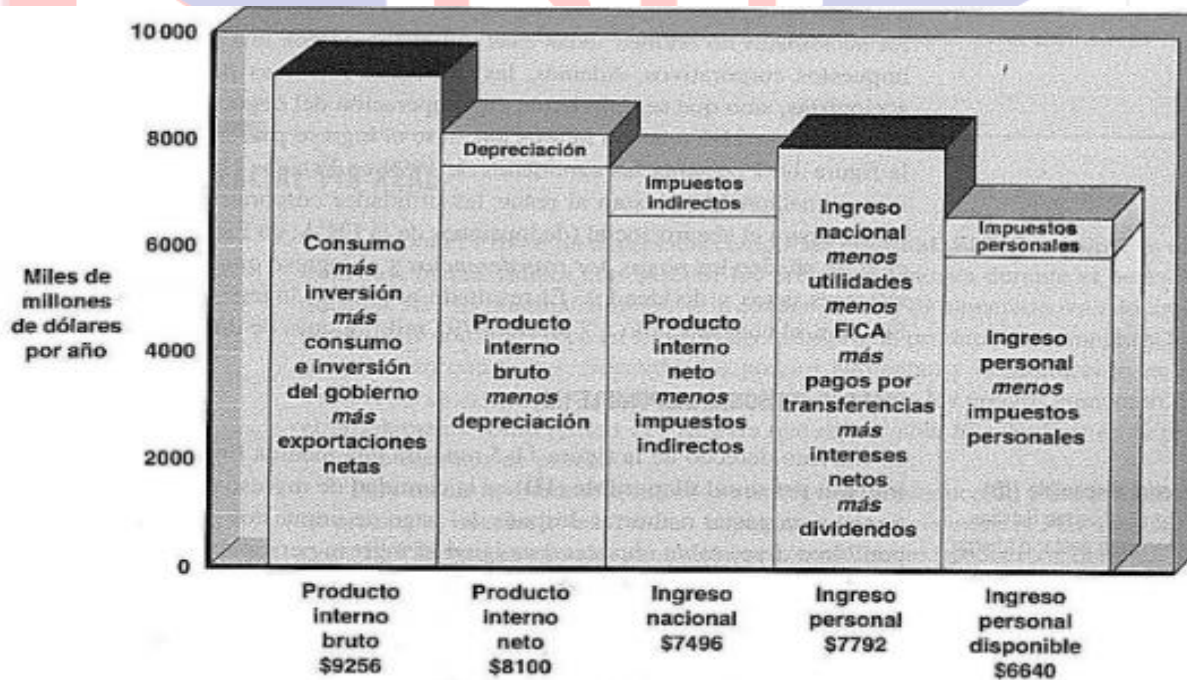 10 000
8000
6000
4000
2000
0
Miles de
millones
de dólares
por año
Consumo
más
inversión
más
consumo
e inversión
del gobierno
más
exportaciones
netas
Depreciación
Producto
interno
bruto
menos
depreciación
Impuestos
indirectos
Producto
interno
neto
menos
impuestos
indirectos
Ingreso
nacional
menos
utilidades
menos
FICA
más
pagos por
transferencias
más
intereses
netos
más
dividendos
Impuestos
personales
Ingreso
personal
menos
impuestos
personales
Producto
interno
bruto
$9256
Producto
interno
neto
$8100
Ingreso
nacional
$7496
Ingreso
personal
$7792
Ingreso
personal
disponible
$6640